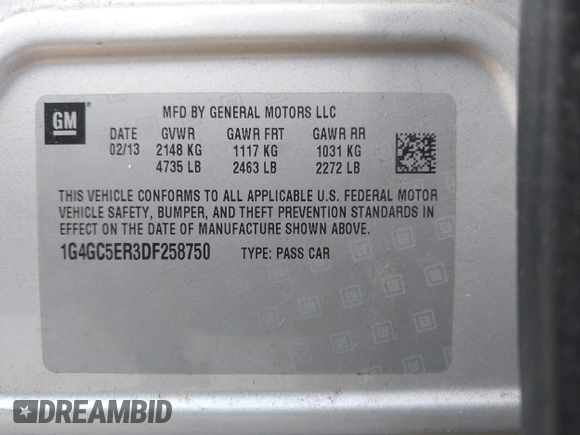 GM
MFD BY GENERAL MOTORS LLC
DATE GVWR GAWR FRT GAWR RR
02/13 2148 KG 1117 KG 1031 KG
4735 LB 2463 LB 2272 LB
THIS VEHICLE CONFORMS TO ALL APPLICABLE U.S. FEDERAL MOTOR
VEHICLE SAFETY, BUMPER, AND THEFT PREVENTION STANDARDS IN
EFFECT ON THE DATE OF MANUFACTURE SHOWN ABOVE.
1G4GC5ER3DF258750 TYPE: PASS CAR
DREAMBID